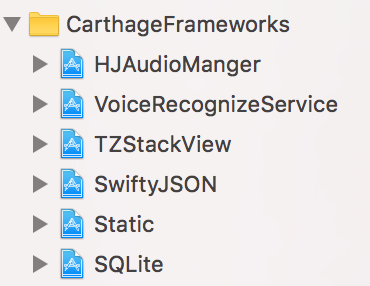 CarthageFrameworks
HJAudioManger
VoiceRecognizeService
TZStackView
SwiftyJSON
Static
SQLite